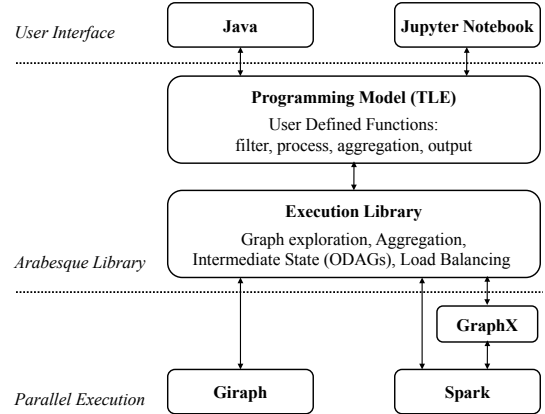 User Interface
Java
Jupyter Notebook
Programming Model (TLE)
User Defined Functions:
filter, process, aggregation, output
Execution Library
Graph exploration, Aggregation,
Intermediate State (ODAGs), Load Balancing
Arabesque Library
GraphX
Parallel Execution
Giraph
Spark